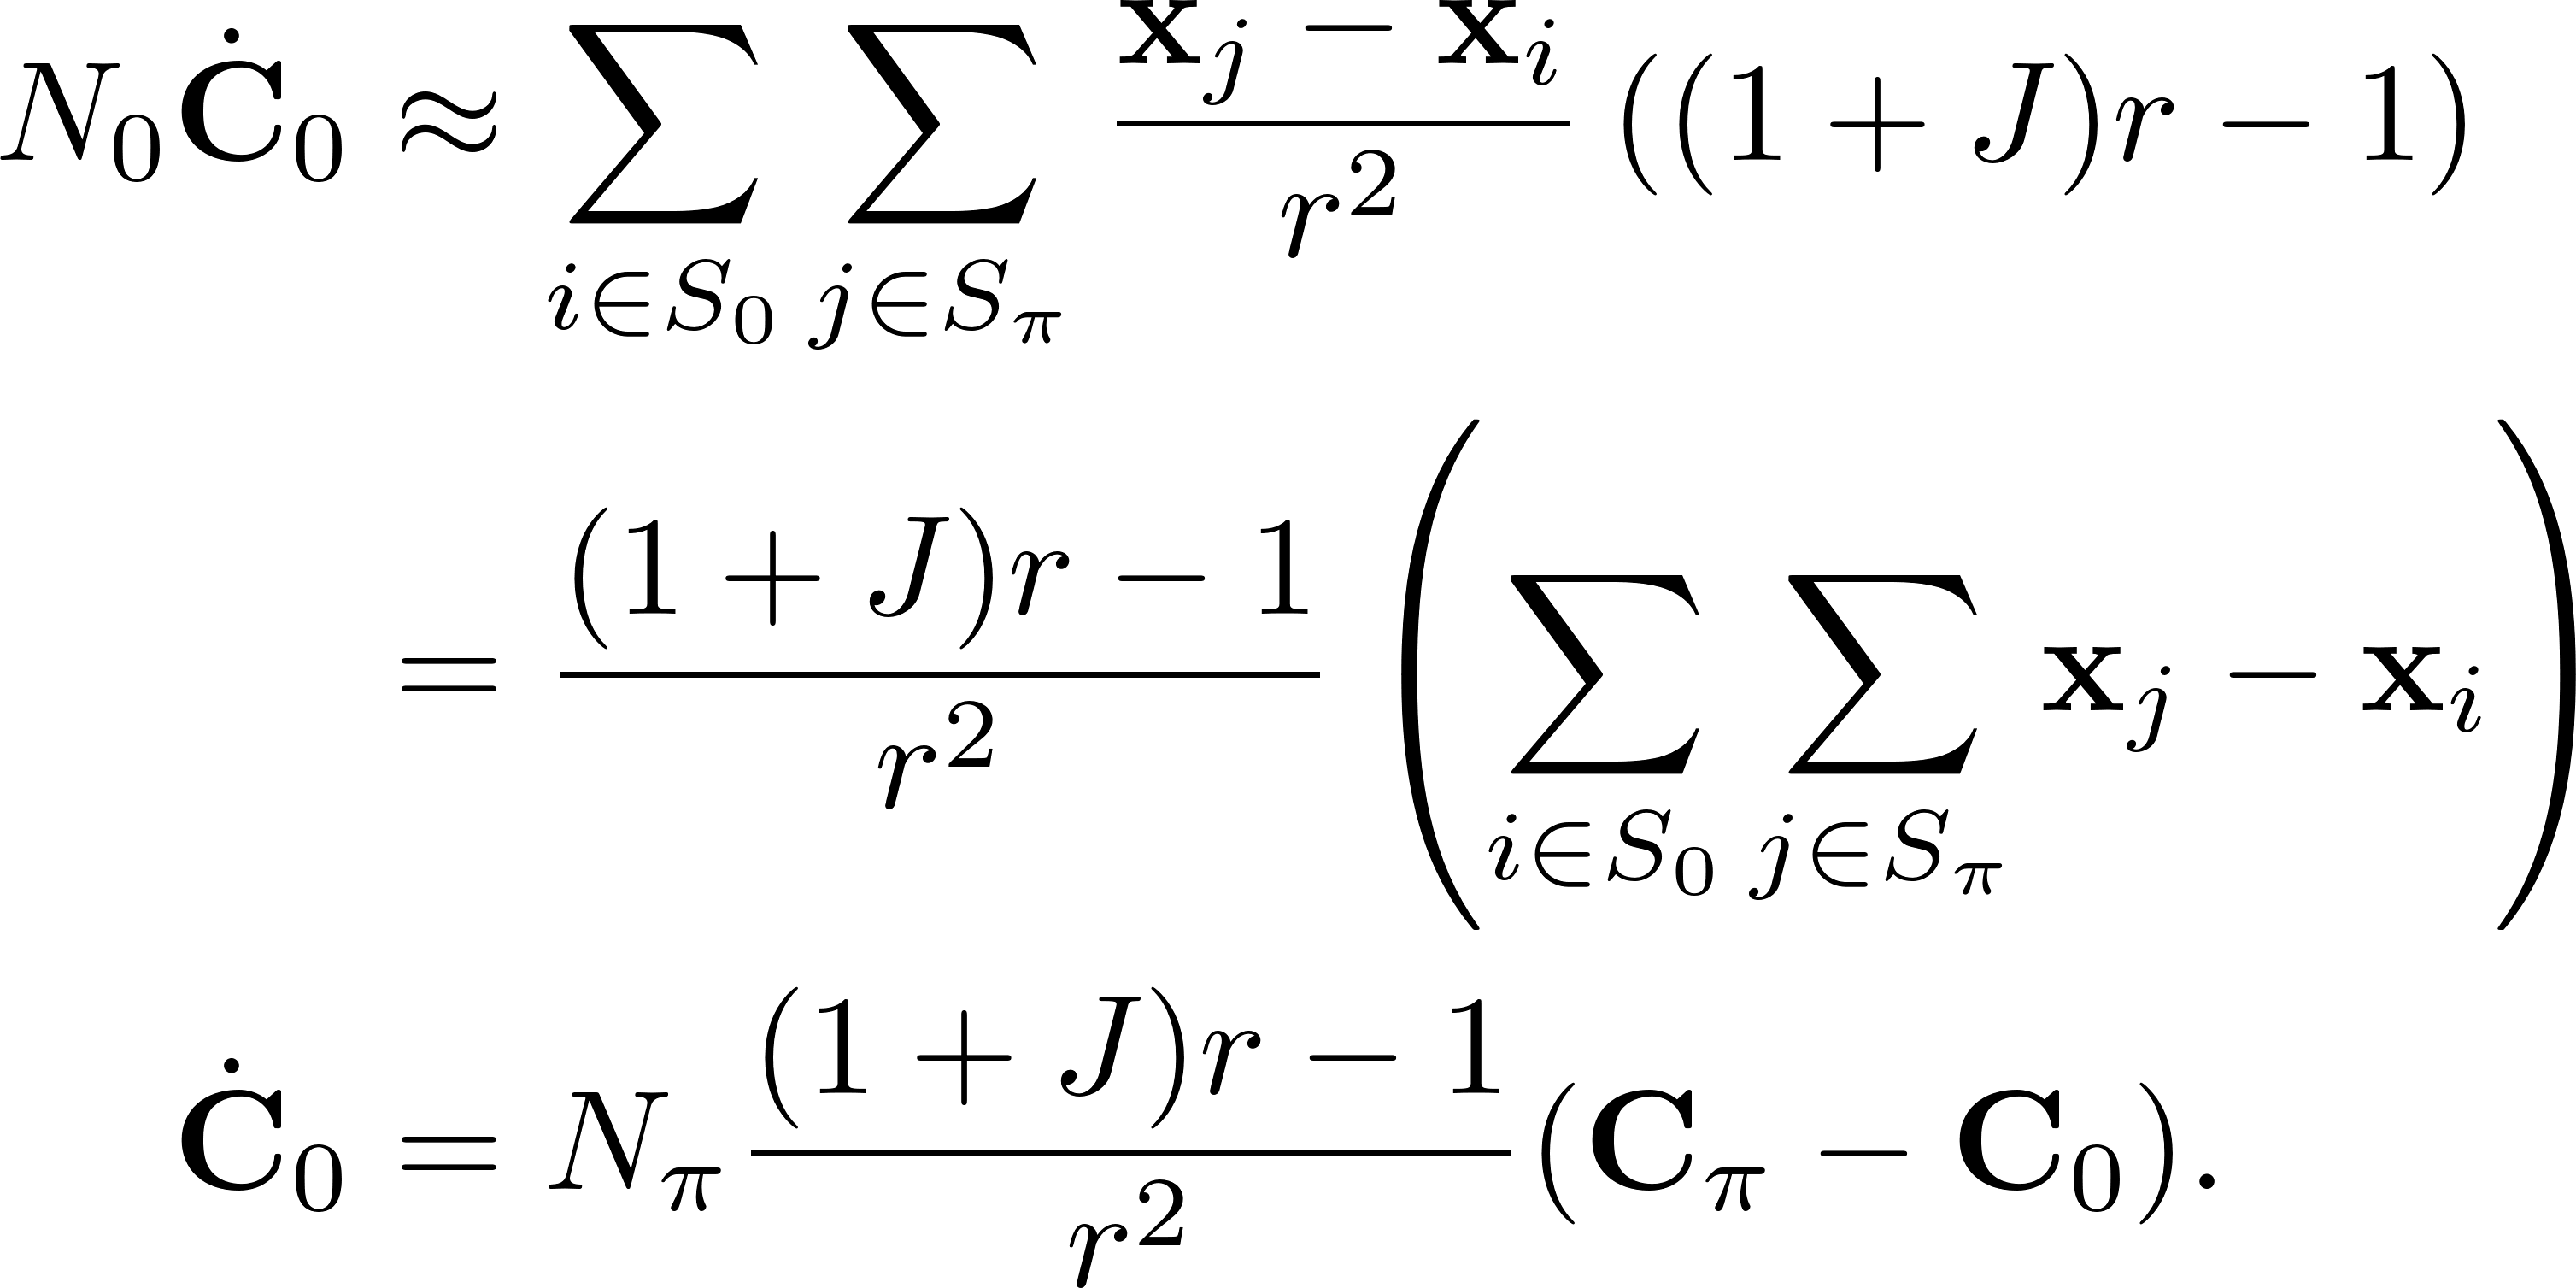 N_0 \dot{\mathbf{C}}_0 \approx \sum_{i \in S_0} \sum_{j \in S_\pi} \frac{\mathbf{x}_j - \mathbf{x}_i}{r^2} ((1 + J)r - 1)
= \frac{(1 + J)r - 1}{r^2} \left( \sum_{i \in S_0} \sum_{j \in S_\pi} \mathbf{x}_j - \mathbf{x}_i \right)
\dot{\mathbf{C}}_0 = N_\pi \frac{(1 + J)r - 1}{r^2} (\mathbf{C}_\pi - \mathbf{C}_0).